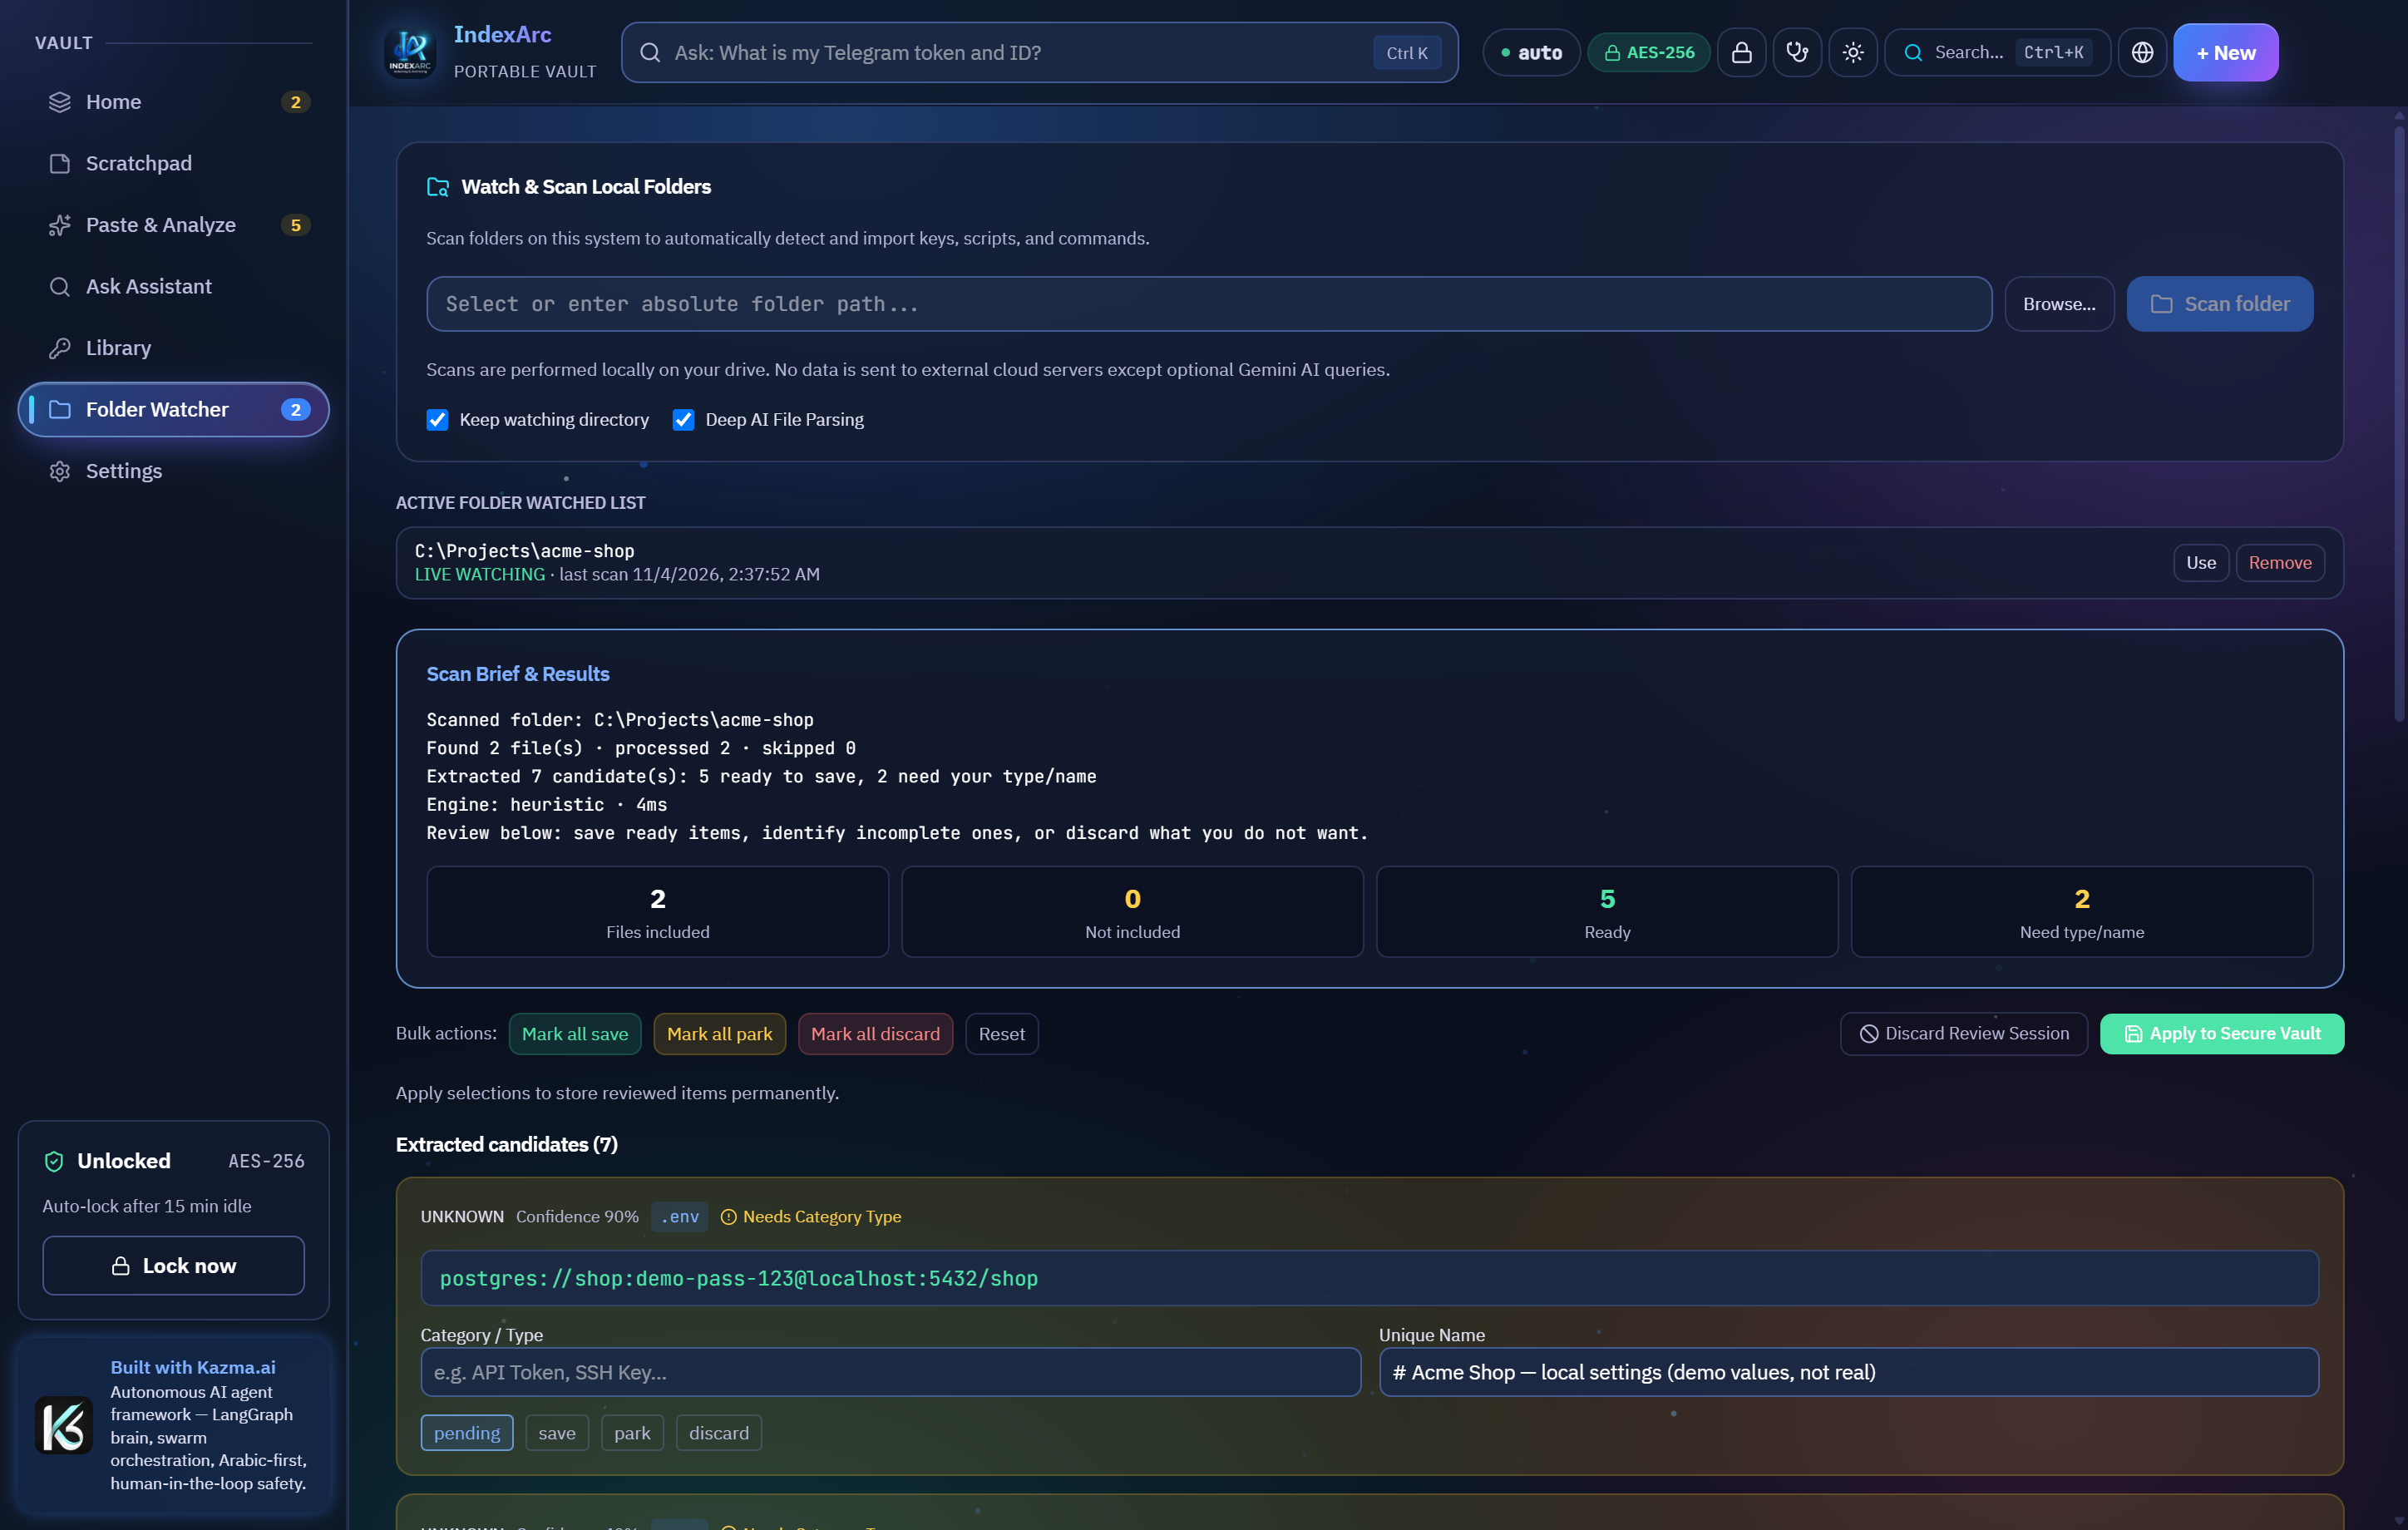 VAULT
Home 2
Scratchpad
Paste & Analyze 5
Ask Assistant
Library
Folder Watcher 2
Settings
Unlocked AES-256
Auto-lock after 15 min idle
Lock now
Built with Kazma.ai
Autonomous AI agent
framework — LangGraph
brain, swarm
orchestration, Arabic-first,
human-in-the-loop safety.
INDEXARC
IndexArc
PORTABLE VAULT
Ask: What is my Telegram token and ID? Ctrl K
auto
AES-256
Search... Ctrl+K
+ New
Watch & Scan Local Folders
Scan folders on this system to automatically detect and import keys, scripts, and commands.
Select or enter absolute folder path...
Browse...
Scan folder
Scans are performed locally on your drive. No data is sent to external cloud servers except optional Gemini AI queries.
Keep watching directory
Deep AI File Parsing
ACTIVE FOLDER WATCHED LIST
C:\Projects\acme-shop
LIVE WATCHING · last scan 11/4/2026, 2:37:52 AM
Use
Remove
Scan Brief & Results
Scanned folder: C:\Projects\acme-shop
Found 2 file(s) · processed 2 · skipped 0
Extracted 7 candidate(s): 5 ready to save, 2 need your type/name
Engine: heuristic · 4ms
Review below: save ready items, identify incomplete ones, or discard what you do not want.
2
Files included
0
Not included
5
Ready
2
Need type/name
Bulk actions:
Mark all save
Mark all park
Mark all discard
Reset
Discard Review Session
Apply to Secure Vault
Apply selections to store reviewed items permanently.
Extracted candidates (7)
UNKNOWN Confidence 90% .env Needs Category Type
postgres://shop:demo-pass-123@localhost:5432/shop
Category / Type
e.g. API Token, SSH Key...
Unique Name
# Acme Shop — local settings (demo values, not real)
pending
save
park
discard